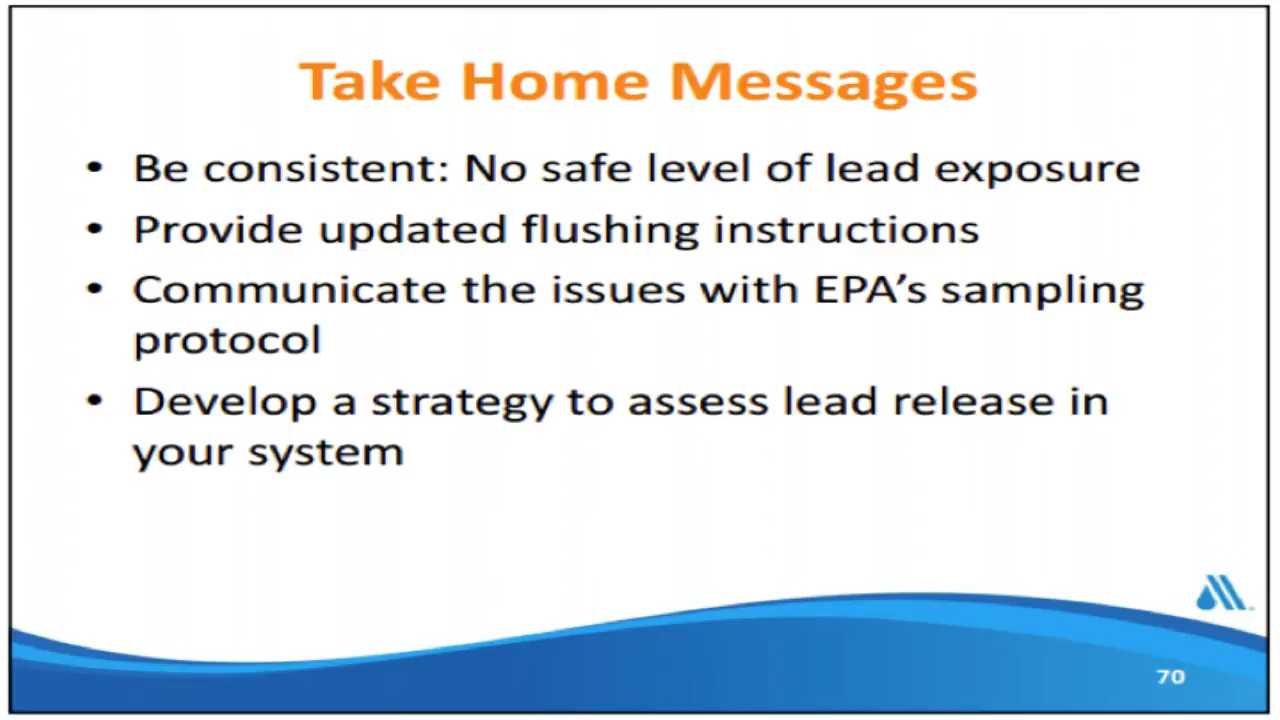 Take Home Messages
• Be consistent: No safe level of lead exposure
• Provide updated flushing instructions
• Communicate the issues with EPA’s sampling
protocol
• Develop a strategy to assess lead release in
your system
70